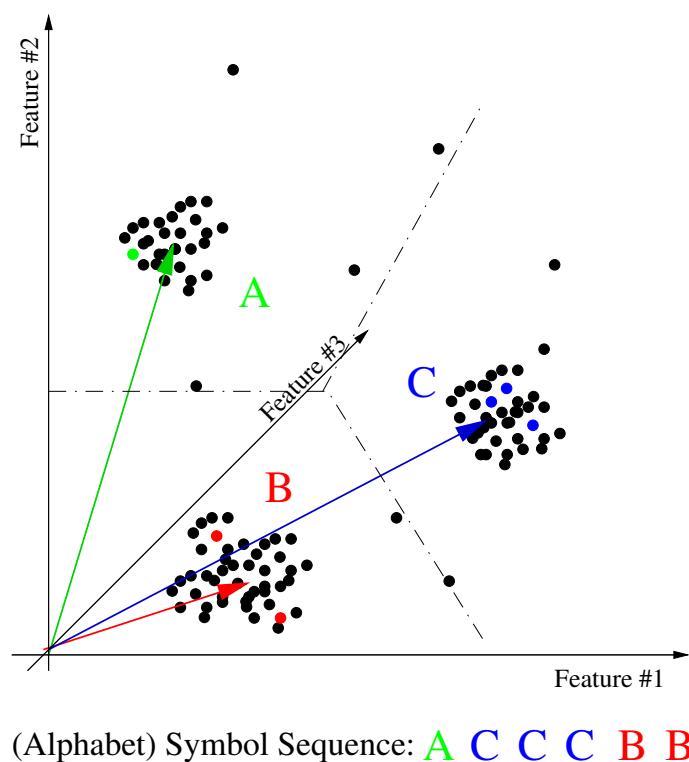 Feature #2
A
Feature #3
C
B
Feature #1
(Alphabet) Symbol Sequence: A C C C B B